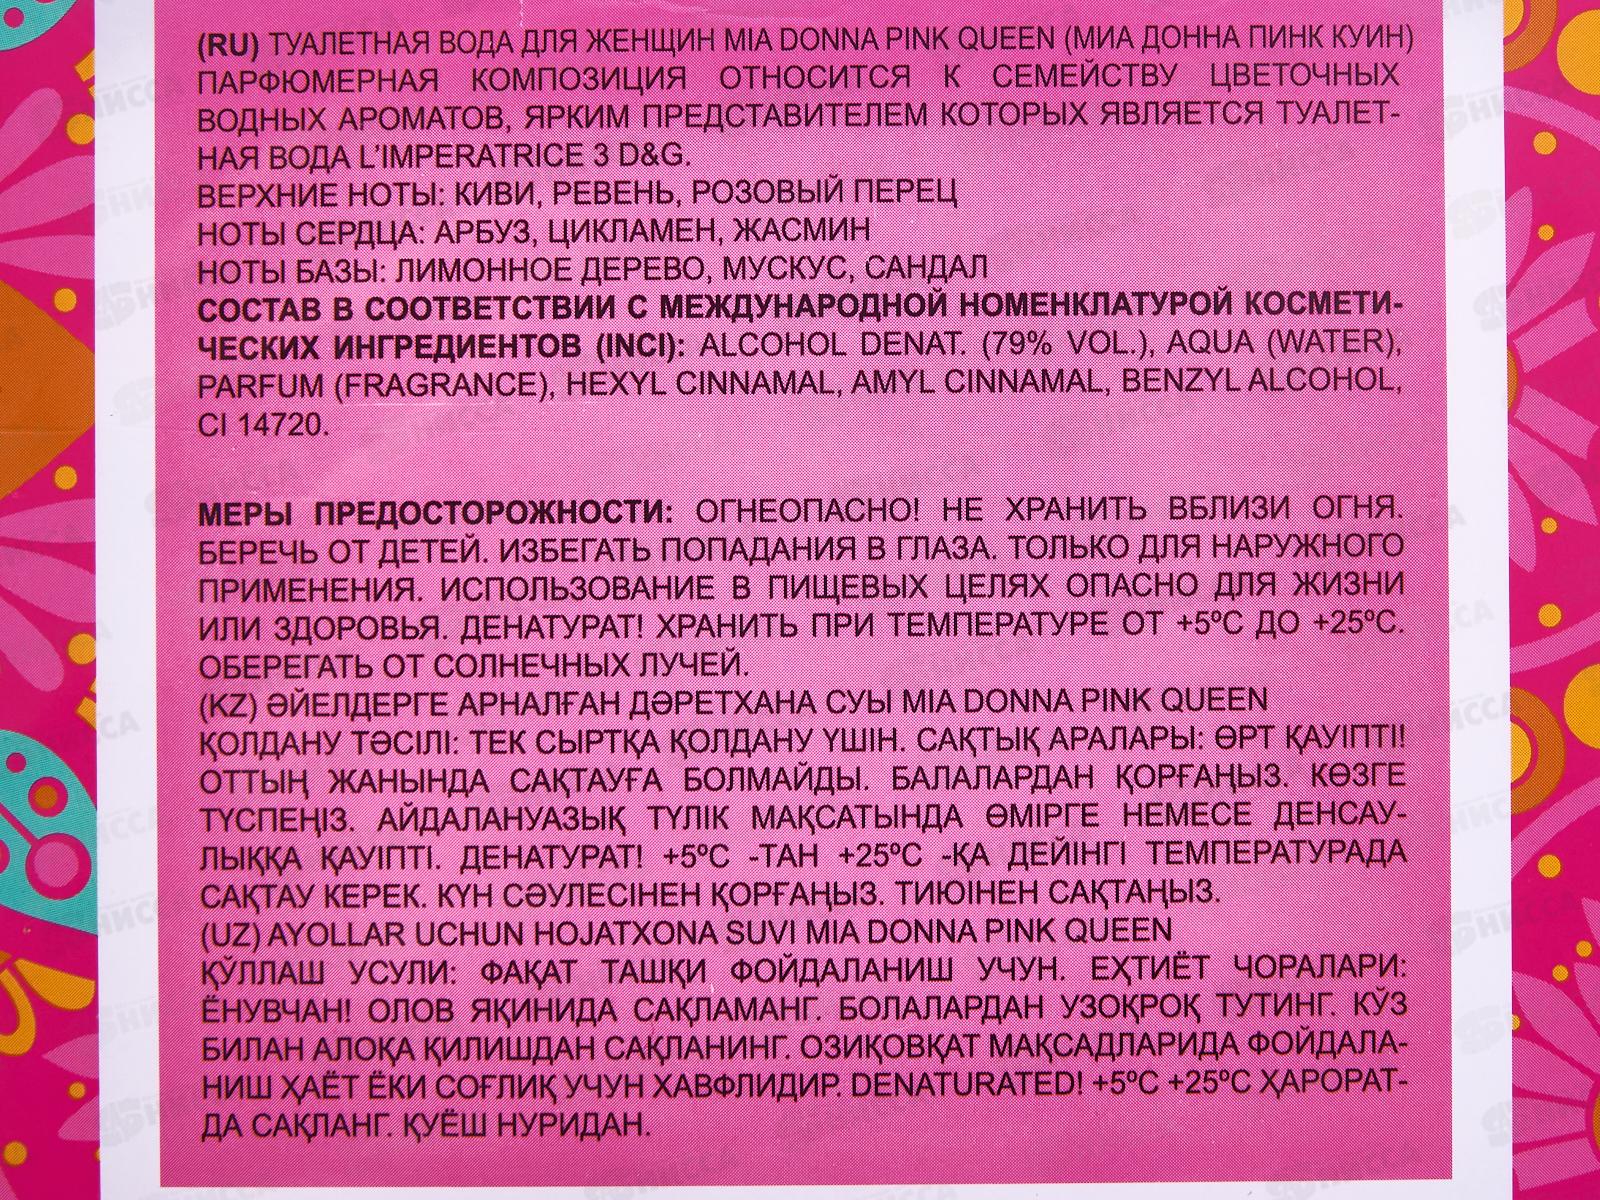 (RU) ТУАЛЕТНАЯ ВОДА ДЛЯ ЖЕНЩИН MIA DONNA PINK QUEEN (МИА ДОННА ПИНК КУИН)
ПАРФЮМЕРНАЯ КОМПОЗИЦИЯ ОТНОСИТСЯ К СЕМЕЙСТВУ ЦВЕТОЧНЫХ
ВОДНЫХ АРОМАТОВ, ЯРКИМ ПРЕДСТАВИТЕЛЕМ КОТОРЫХ ЯВЛЯЕТСЯ ТУАЛЕТ-
НАЯ ВОДА L'IMPERATRICE 3 D&G.
ВЕРХНИЕ НОТЫ: КИВИ, РЕВЕНЬ, РОЗОВЫЙ ПЕРЕЦ
НОТЫ СЕРДЦА: АРБУЗ, ЦИКЛАМЕН, ЖАСМИН
НОТЫ БАЗЫ: ЛИМОННОЕ ДЕРЕВО, МУСКУС, САНДАЛ
СОСТАВ В СООТВЕТСТВИИ С МЕЖДУНАРОДНОЙ НОМЕНКЛАТУРОЙ КОСМЕТИ-
ЧЕСКИХ ИНГРЕДИЕНТОВ (INCI): ALCOHOL DENAT. (79% VOL.), AQUA (WATER),
PARFUM (FRAGRANCE), HEXYL CINNAMAL, AMYL CINNAMAL, BENZYL ALCOHOL,
CI 14720.
МЕРЫ ПРЕДОСТОРОЖНОСТИ: ОГНЕОПАСНО! НЕ ХРАНИТЬ ВБЛИЗИ ОГНЯ.
БЕРЕЧЬ ОТ ДЕТЕЙ. ИЗБЕГАТЬ ПОПАДАНИЯ В ГЛАЗА. ТОЛЬКО ДЛЯ НАРУЖНОГО
ПРИМЕНЕНИЯ. ИСПОЛЬЗОВАНИЕ В ПИЩЕВЫХ ЦЕЛЯХ ОПАСНО ДЛЯ ЖИЗНИ
ИЛИ ЗДОРОВЬЯ. ДЕНАТУРАТ! ХРАНИТЬ ПРИ ТЕМПЕРАТУРЕ ОТ +5ºС ДО +25ºС.
ОБЕРЕГАТЬ ОТ СОЛНЕЧНЫХ ЛУЧЕЙ.
(KZ) ӘЙЕЛДЕРГЕ АРНАЛҒАН ДӘРЕТХАНА СУЫ MIA DONNA PINK QUEEN
ҚОЛДАНУ ТӘСІЛІ: ТЕК СЫРТҚА ҚОЛДАНУ ҮШІН. САҚТЫҚ АРАЛАРЫ: ӨРТ ҚАУІПТІ!
ОТТЫҢ ЖАНЫНДА САҚТАУҒА БОЛМАЙДЫ. БАЛАЛАРДАН ҚОРҒАҢЫЗ. КӨЗГЕ
ТҮСПЕҢІЗ. АЙДАЛАНУАЗЫҚ ТҮЛІК МАҚСАТЫНДА ӨМІРГЕ НЕМЕСЕ ДЕНСАУ-
ЛЫҚҚА ҚАУІПТІ. ДЕНАТУРАТ! +5ºС -ТАН +25ºС -ҚА ДЕЙІНГІ ТЕМПЕРАТУРАДА
САҚТАУ КЕРЕК. КҮН СӘУЛЕСІНЕН ҚОРҒАҢЫЗ. ТИЮІНЕН САҚТАҢЫЗ.
(UZ) AYOLLAR UCHUN HOJATXONA SUVI MIA DONNA PINK QUEEN
ҚЎЛЛАШ УСУЛИ: ФАҚАТ ТАШҚИ ФОЙДАЛАНИШ УЧУН. ЕҲТИЁТ ЧОРАЛАРИ:
ЁНУВЧАН! ОЛОВ ЯҚИНИДА САҚЛАМАНГ. БОЛАЛАРДАН УЗОҚРОҚ ТУТИНГ. КЎЗ
БИЛАН АЛОҚА ҚИЛИШДАН САҚЛАНИНГ. ОЗИҚОВҚАТ МАҚСАДЛАРИДА ФОЙДАЛА-
НИШ ҲАЁТ ЁКИ СОҒЛИҚ УЧУН ХАВФЛИДИР. DENATURATED! +5ºС +25ºС ҲАРОРАТ-
ДА САҚЛАНГ. ҚУЁШ НУРИДАН.